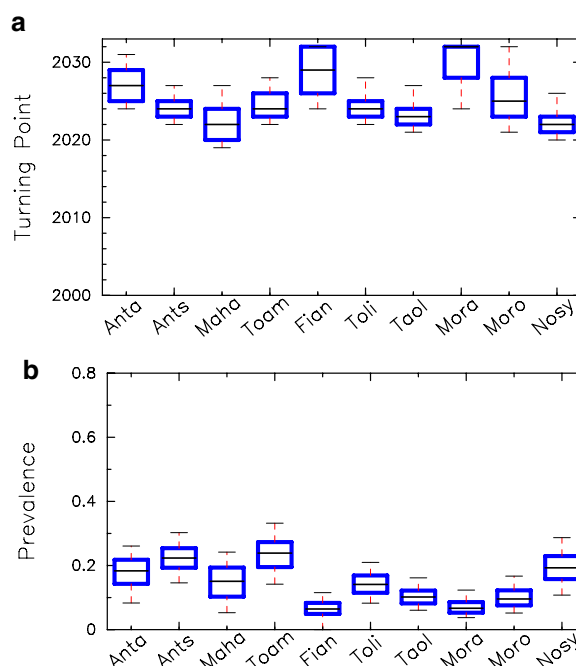 a
Turning Point
2030
2020
2010
2000
Anta Ants Maha Toam Fian Toli Taol Mora Moro Nosy
b
Prevalence
0.8
0.6
0.4
0.2
0
Anta Ants Maha Toam Fian Toli Taol Mora Moro Nosy